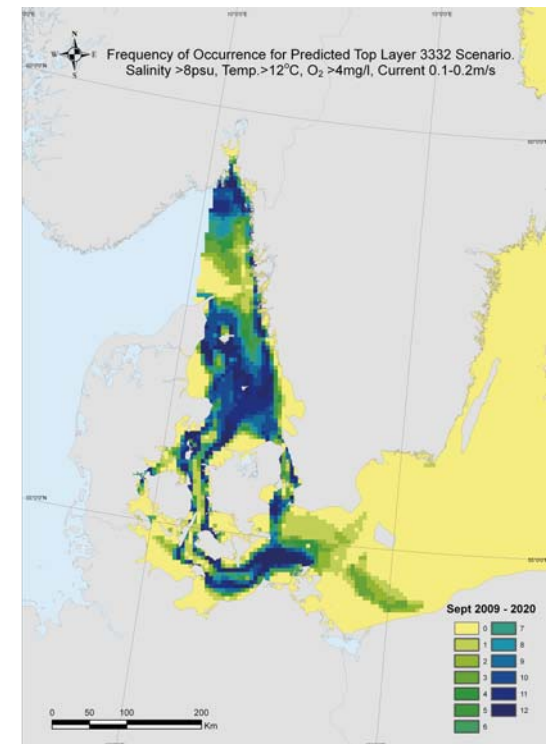 N
W E
S
Frequency of Occurrence for Predicted Top Layer 3332 Scenario.
Salinity >8psu, Temp.>12°C, O₂ >4mg/l, Current 0.1-0.2m/s
Sept 2009 - 2020
0 7
1 8
2 9
3 10
4 11
5 12
6
0 50 100 200
Km